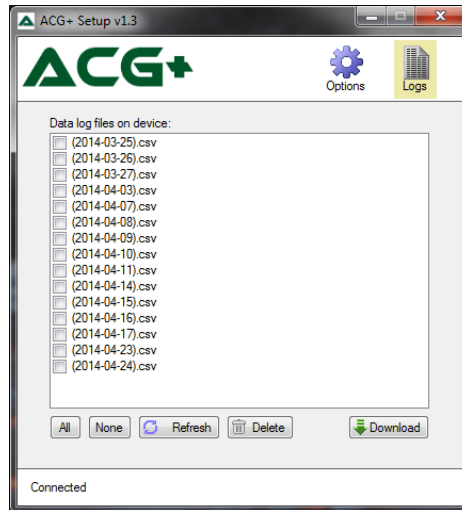 ACG+ Setup v1.3
ACG+
Options
Logs
Data log files on device:
(2014-03-25).csv
(2014-03-26).csv
(2014-03-27).csv
(2014-04-03).csv
(2014-04-07).csv
(2014-04-08).csv
(2014-04-09).csv
(2014-04-10).csv
(2014-04-11).csv
(2014-04-14).csv
(2014-04-15).csv
(2014-04-16).csv
(2014-04-17).csv
(2014-04-23).csv
(2014-04-24).csv
All None Refresh Delete Download
Connected